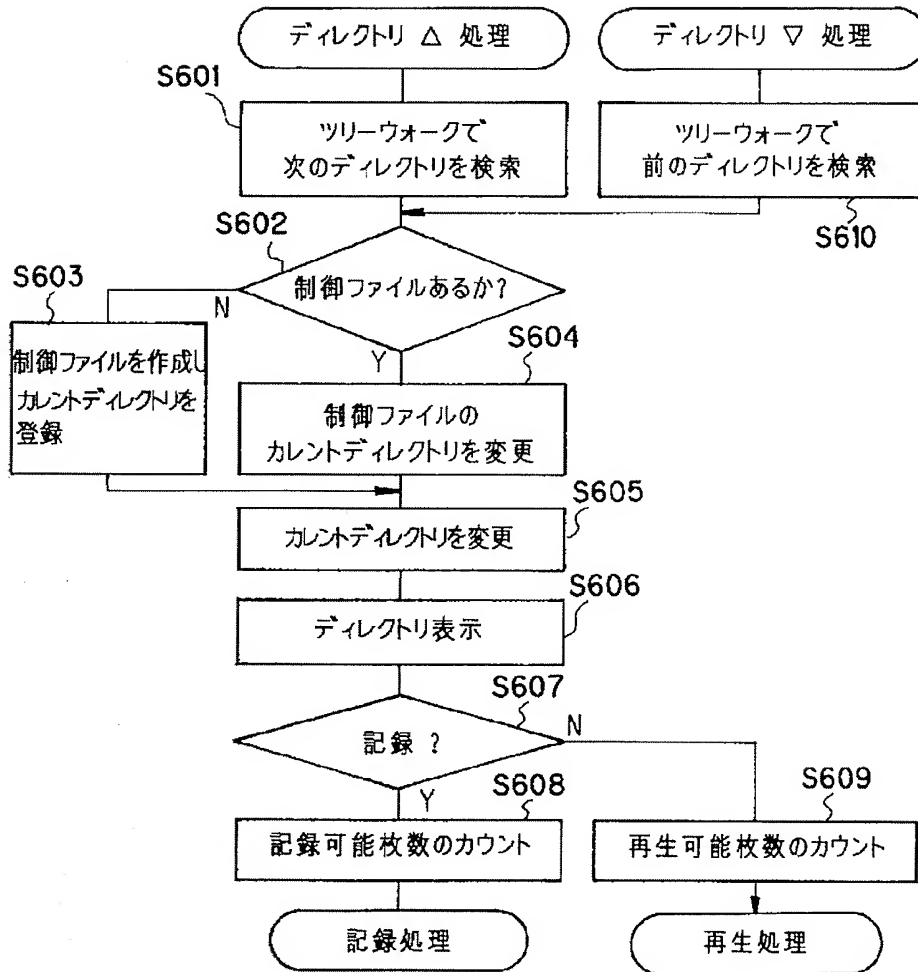 ディレクトリ △ 処理
ディレクトリ ▽ 処理
S601
ツリーウォークで
次のディレクトリを検索
ツリーウォークで
前のディレクトリを検索
S610
S602
制御ファイルあるか?
N
Y
S603
制御ファイルを作成し
カレントディレクトリを
登録
S604
制御ファイルの
カレントディレクトリを変更
S605
カレントディレクトリを変更
S606
ディレクトリ表示
S607
記録 ?
N
Y
S608
記録可能枚数のカウント
S609
再生可能枚数のカウント
記録処理
再生処理